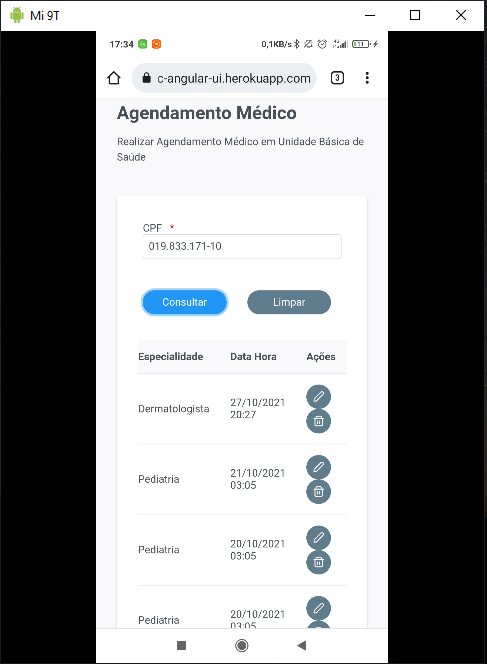 Mi 9T
17:34
0,1KB/s
11
c-angular-ui.herokuapp.com
3
Agendamento Médico
Realizar Agendamento Médico em Unidade Básica de
Saúde
CPF *
019.833.171-10
Consultar
Limpar
Especialidade Data Hora Ações
Dermatologista 27/10/2021
20:27
Pediatria 21/10/2021
03:05
Pediatria 20/10/2021
03:05
Pediatria 20/10/2021
03:05